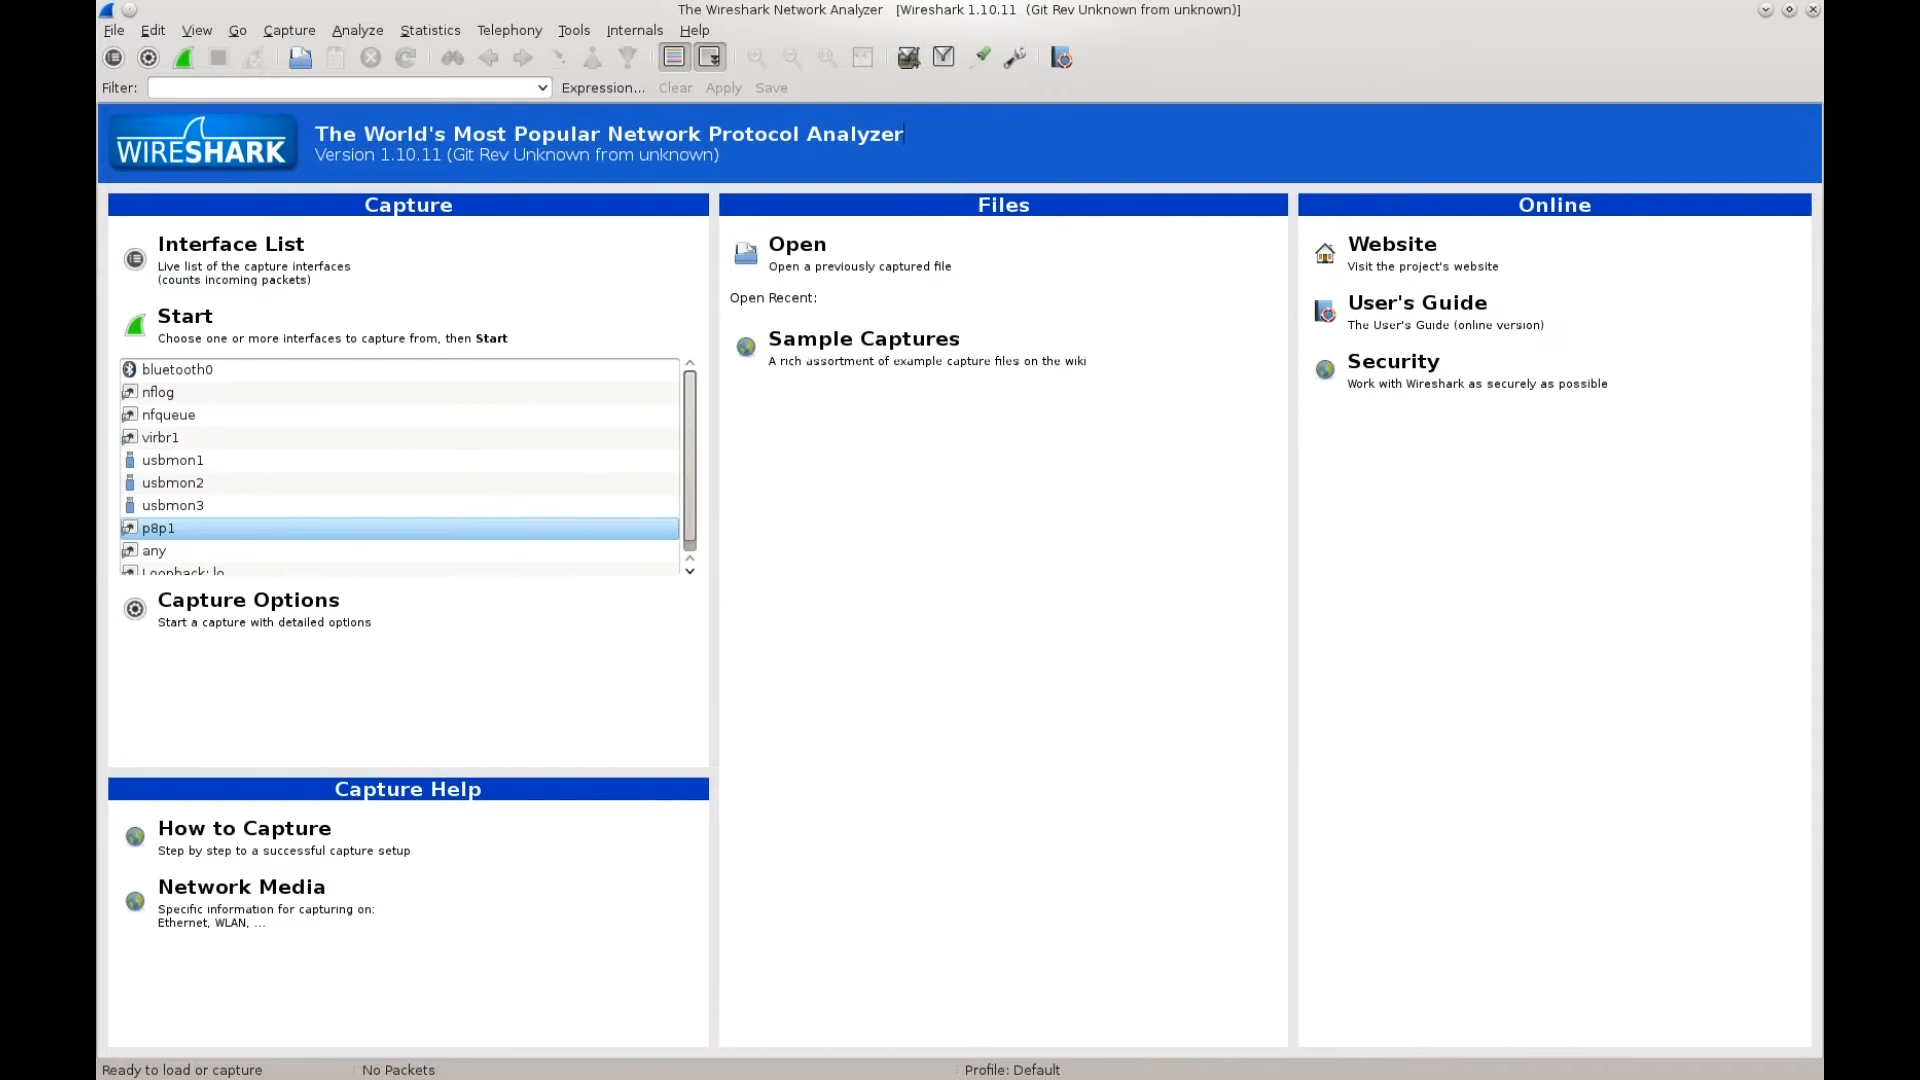 The Wireshark Network Analyzer [Wireshark 1.10.11 (Git Rev Unknown from unknown)]
File Edit View Go Capture Analyze Statistics Telephony Tools Internals Help
Filter: Expression... Clear Apply Save
WIRESHARK
The World's Most Popular Network Protocol Analyzer
Version 1.10.11 (Git Rev Unknown from unknown)
Capture
Interface List
Live list of the capture interfaces
(counts incoming packets)
Start
Choose one or more interfaces to capture from, then Start
bluetooth0
nflog
nfqueue
virbr1
usbmon1
usbmon2
usbmon3
p8p1
any
Loopback: lo
Capture Options
Start a capture with detailed options
Capture Help
How to Capture
Step by step to a successful capture setup
Network Media
Specific information for capturing on:
Ethernet, WLAN, ...
Files
Open
Open a previously captured file
Open Recent:
Sample Captures
A rich assortment of example capture files on the wiki
Online
Website
Visit the project's website
User's Guide
The User's Guide (online version)
Security
Work with Wireshark as securely as possible
Ready to load or capture No Packets Profile: Default